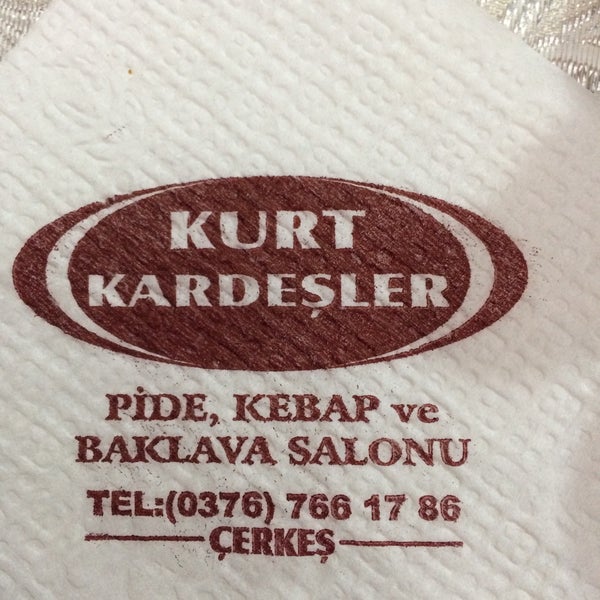 KURT
KARDEŞLER
PİDE, KEBAP ve
BAKLAVA SALONU
TEL:(0376) 766 17 86
ÇERKEŞ